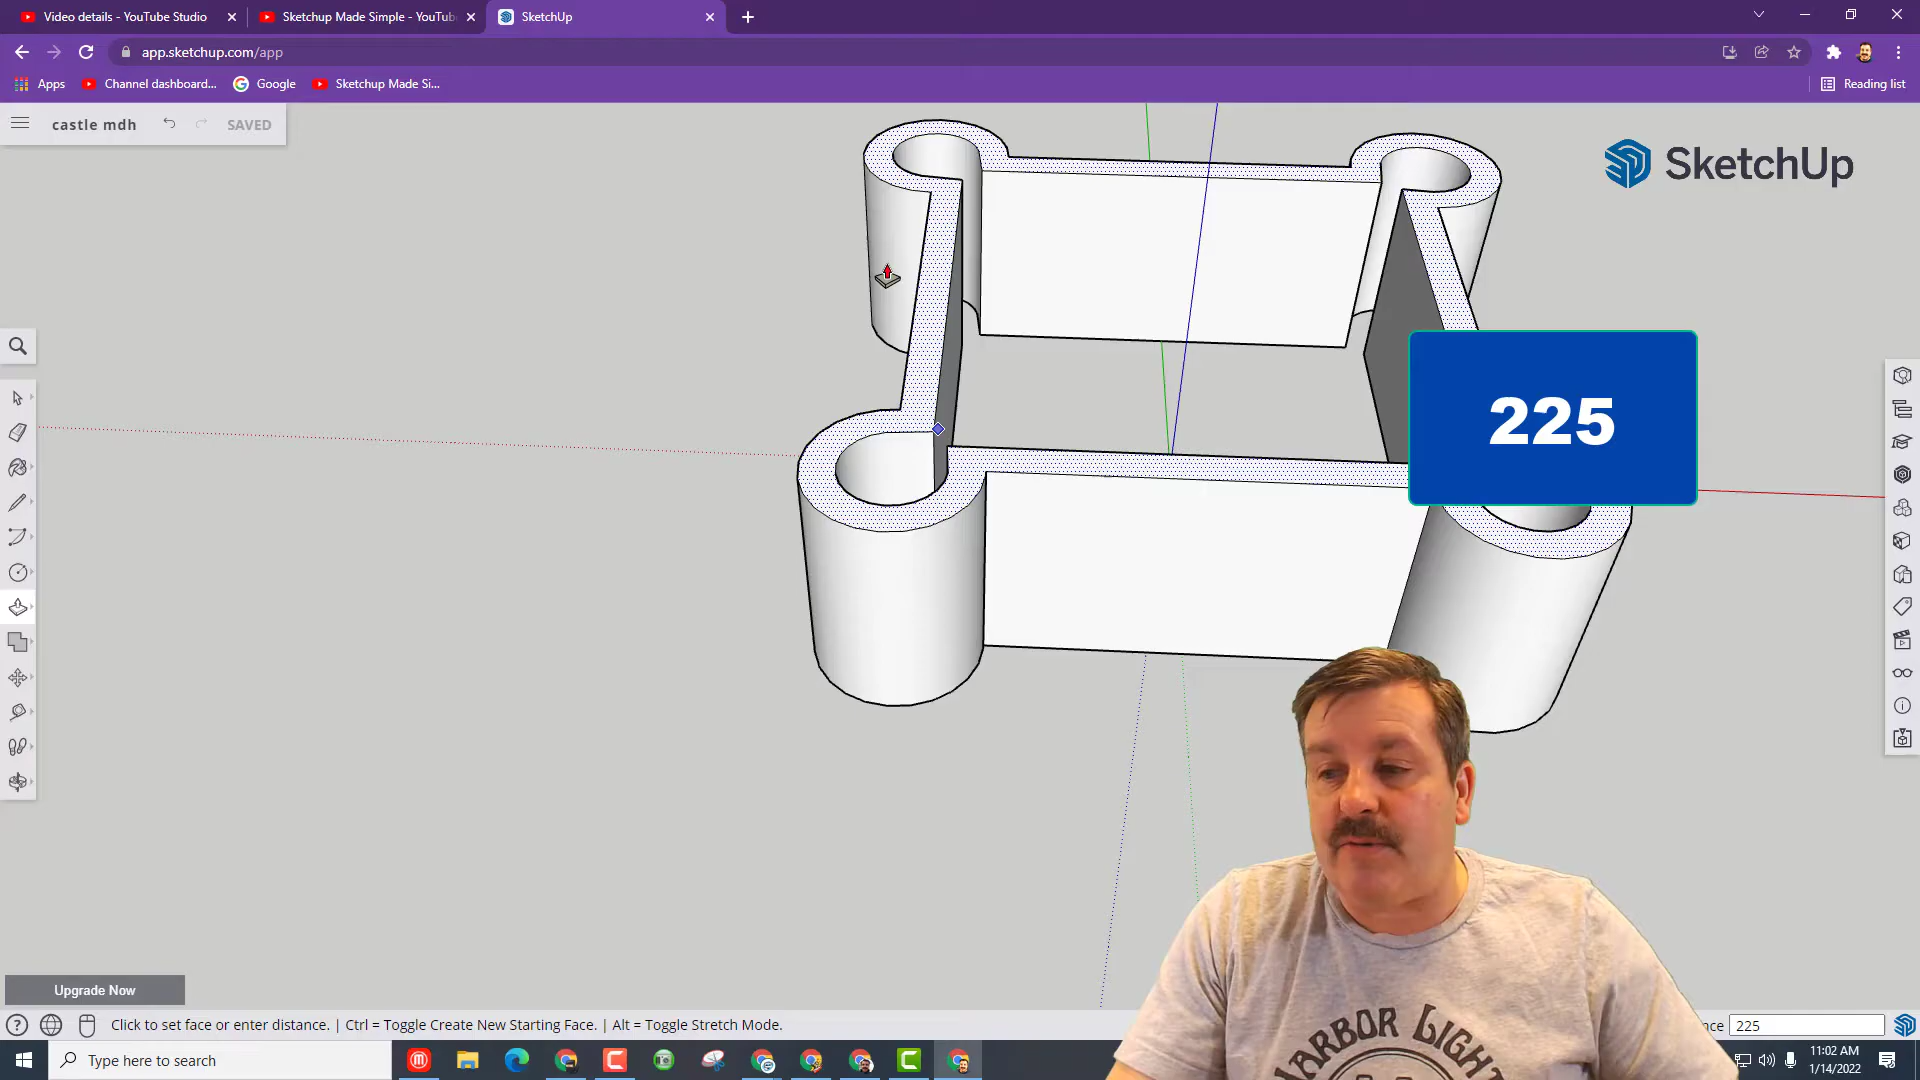 Video details - YouTube Studio
Sketchup Made Simple - YouTub
SketchUp
app.sketchup.com/app
Apps
Channel dashboard...
Google
Sketchup Made Si...
Reading list
castle mdh
SAVED
SketchUp
225
Upgrade Now
Click to set face or enter distance. | Ctrl = Toggle Create New Starting Face. | Alt = Toggle Stretch Mode.
nce
225
HARBOR LIGH
Type here to search
11:02 AM
1/14/2022